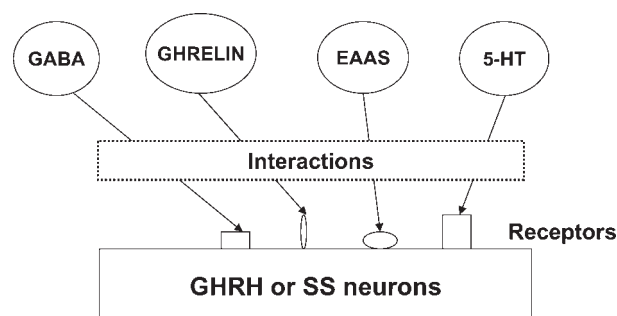 GABA
GHRELIN
EAAS
5-HT
Interactions
Receptors
GHRH or SS neurons